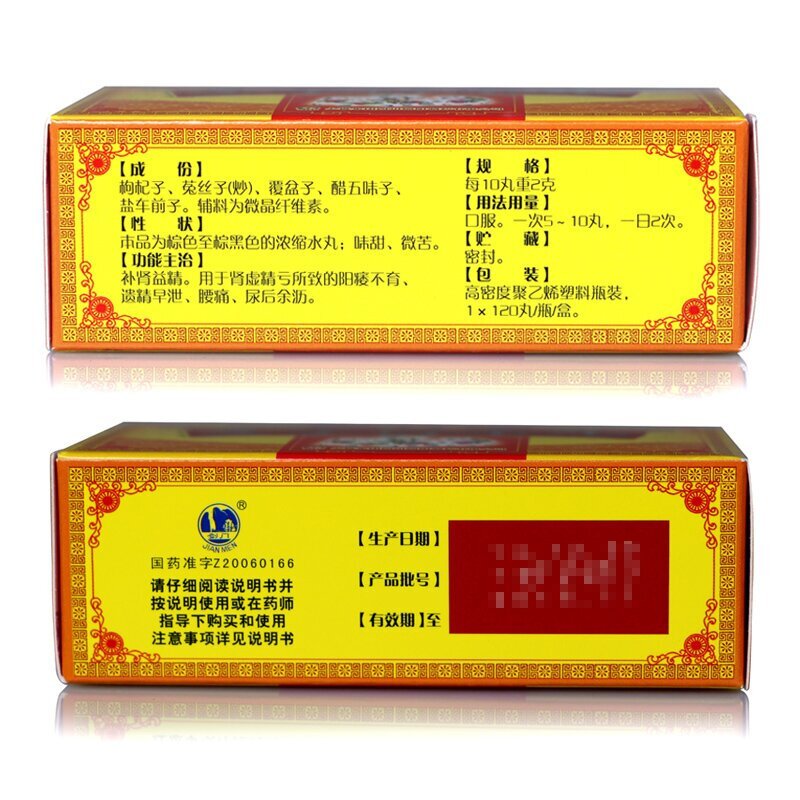 【成 份】
枸杞子、菟丝子(炒)、覆盆子、醋五味子、
盐车前子。辅料为微晶纤维素。
【性 状】
本品为棕色至棕黑色的浓缩水丸；味甜、微苦。
【功能主治】
补肾益精。用于肾虚精亏所致的阳痿不育、
遗精早泄、腰痛、尿后余沥。
【规 格】
每10丸重2克
【用法用量】
口服。一次5~10丸，一日2次。
【贮 藏】
密封。
【包 装】
高密度聚乙烯塑料瓶装，
1×120丸/瓶/盒。
剑门
JIAN MEN
®
国药准字Z20060166
请仔细阅读说明书并
按说明使用或在药师
指导下购买和使用
注意事项详见说明书
【生产日期】
【产品批号】
【有效期】至